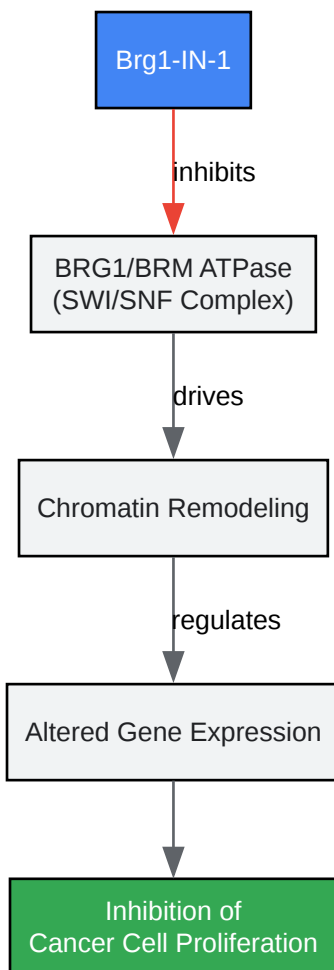 Brg1-IN-1
inhibits
BRG1/BRM ATPase
(SWI/SNF Complex)
drives
Chromatin Remodeling
regulates
Altered Gene Expression
Inhibition of
Cancer Cell Proliferation